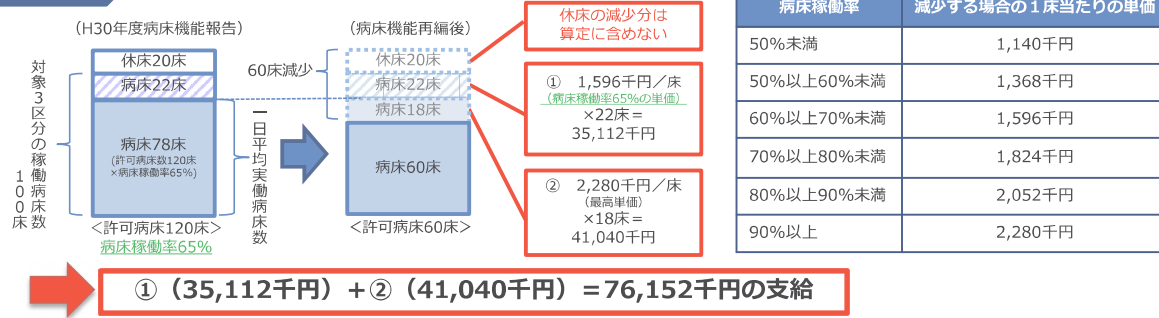 （H30年度病床機能報告）
休床20床
病床22床
病床78床
(許可病床数120床
×病床稼働率65%)
対象３区分の稼働病床数
１００床
一日平均実働病床数
＜許可病床120床＞
病床稼働率65%
（病床機能再編後）
60床減少
休床20床
病床22床
病床18床
病床60床
＜許可病床60床＞
休床の減少分は
算定に含めない
① 1,596千円／床
（病床稼働率65%の単価）
×22床＝
35,112千円
② 2,280千円／床
（最高単価）
×18床＝
41,040千円
病床稼働率 減少する場合の１床当たりの単価
50%未満 1,140千円
50%以上60%未満 1,368千円
60%以上70%未満 1,596千円
70%以上80%未満 1,824千円
80%以上90%未満 2,052千円
90%以上 2,280千円
①（35,112千円）＋②（41,040千円）＝76,152千円の支給